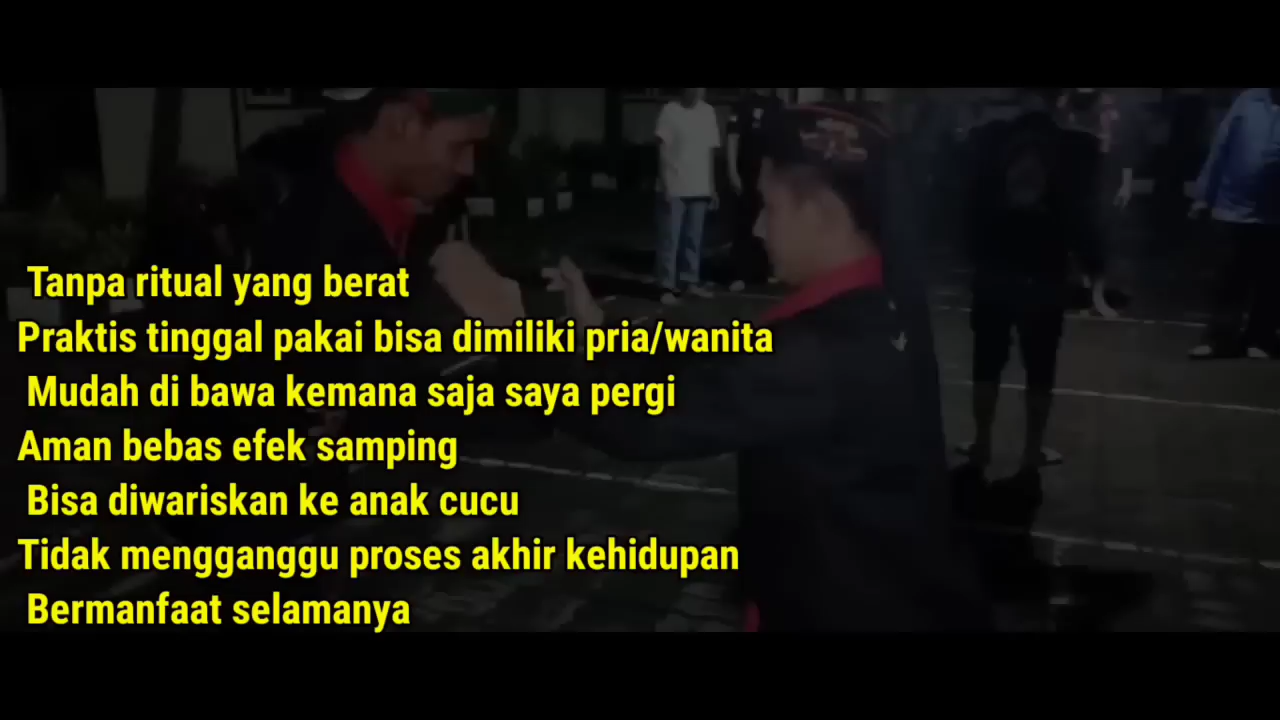 Tanpa ritual yang berat
Praktis tinggal pakai bisa dimiliki pria/wanita
Mudah di bawa kemana saja saya pergi
Aman bebas efek samping
Bisa diwariskan ke anak cucu
Tidak mengganggu proses akhir kehidupan
Bermanfaat selamanya